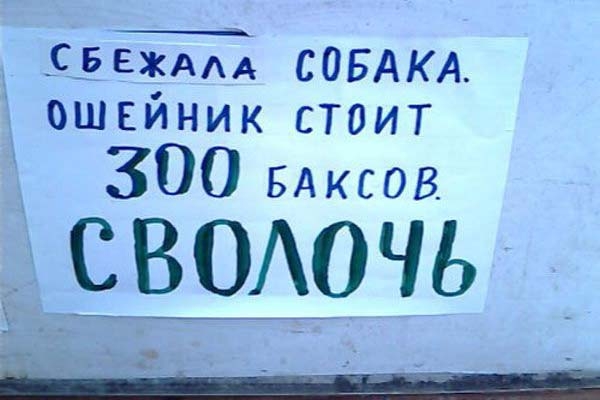 СБЕЖАЛА СОБАКА.
ОШЕЙНИК СТОИТ
300 БАКСОВ.
СВОЛОЧЬ